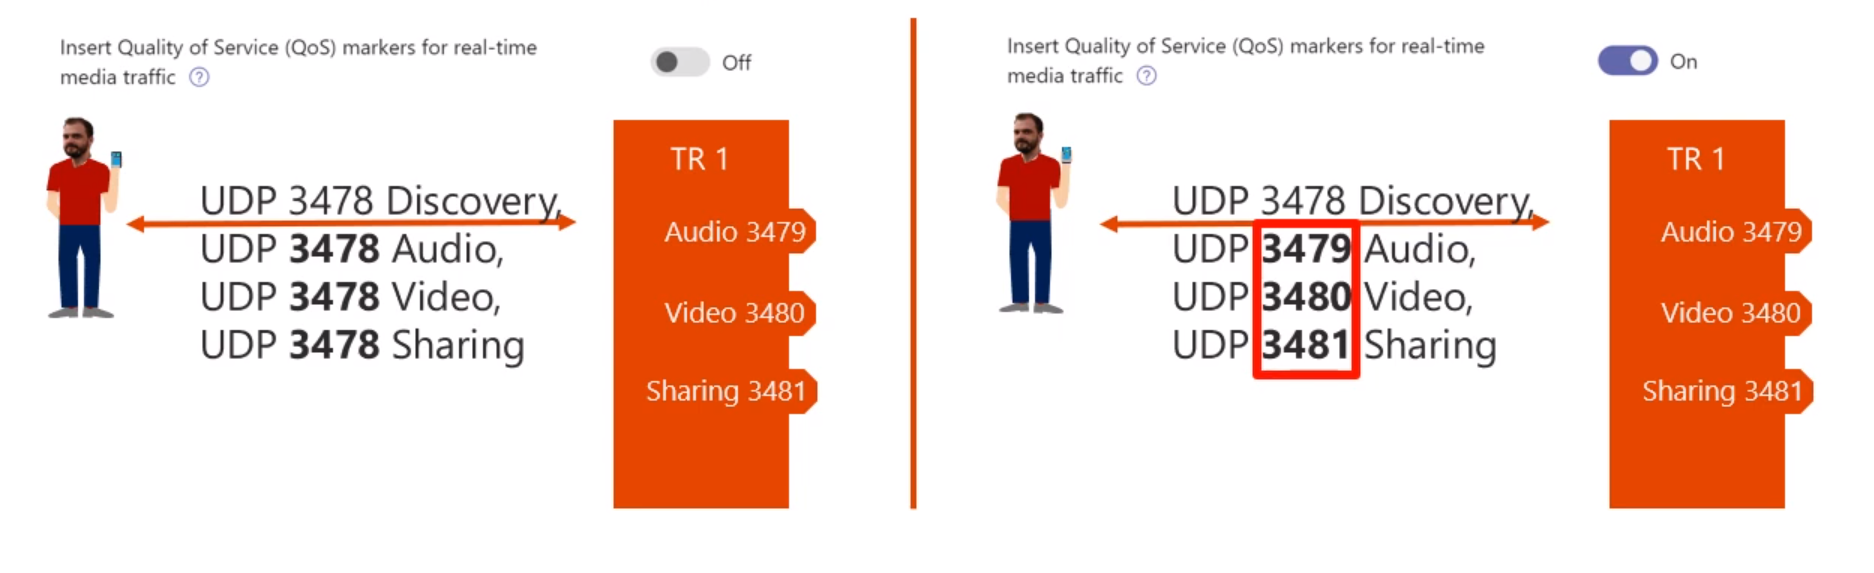 Insert Quality of Service (QoS) markers for real-time
media traffic ?
Off
UDP 3478 Discovery,
UDP 3478 Audio,
UDP 3478 Video,
UDP 3478 Sharing
TR 1
Audio 3479
Video 3480
Sharing 3481
Insert Quality of Service (QoS) markers for real-time
media traffic ?
On
UDP 3478 Discovery,
UDP 3479 Audio,
UDP 3480 Video,
UDP 3481 Sharing
TR 1
Audio 3479
Video 3480
Sharing 3481